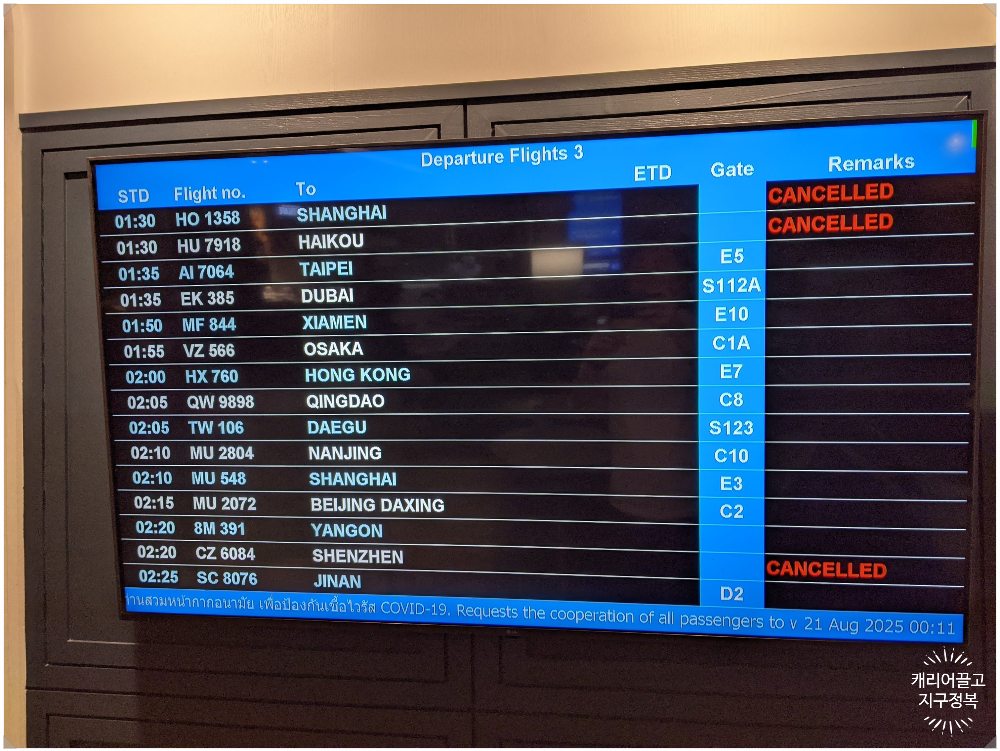 Departure Flights 3
STD Flight no. To ETD Gate Remarks
01:30 HO 1358 SHANGHAI CANCELLED
01:30 HU 7918 HAIKOU CANCELLED
01:35 AI 7064 TAIPEI E5
01:35 EK 385 DUBAI S112A
01:50 MF 844 XIAMEN E10
01:55 VZ 566 OSAKA C1A
02:00 HX 760 HONG KONG E7
02:05 QW 9898 QINGDAO C8
02:05 TW 106 DAEGU S123
02:10 MU 2804 NANJING C10
02:10 MU 548 SHANGHAI E3
02:15 MU 2072 BEIJING DAXING C2
02:20 8M 391 YANGON
02:20 CZ 6084 SHENZHEN CANCELLED
02:25 SC 8076 JINAN D2
านสวมหน้ากากอนามัย เพื่อป้องกันเชื้อไวรัส COVID-19. Requests the cooperation of all passengers to v 21 Aug 2025 00:11
캐리어끌고
지구정복